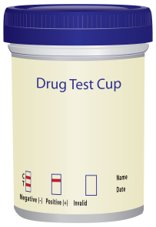 Drug Test Cup
C
T
Name
Date
Negative (-) Positive (+) Invalid